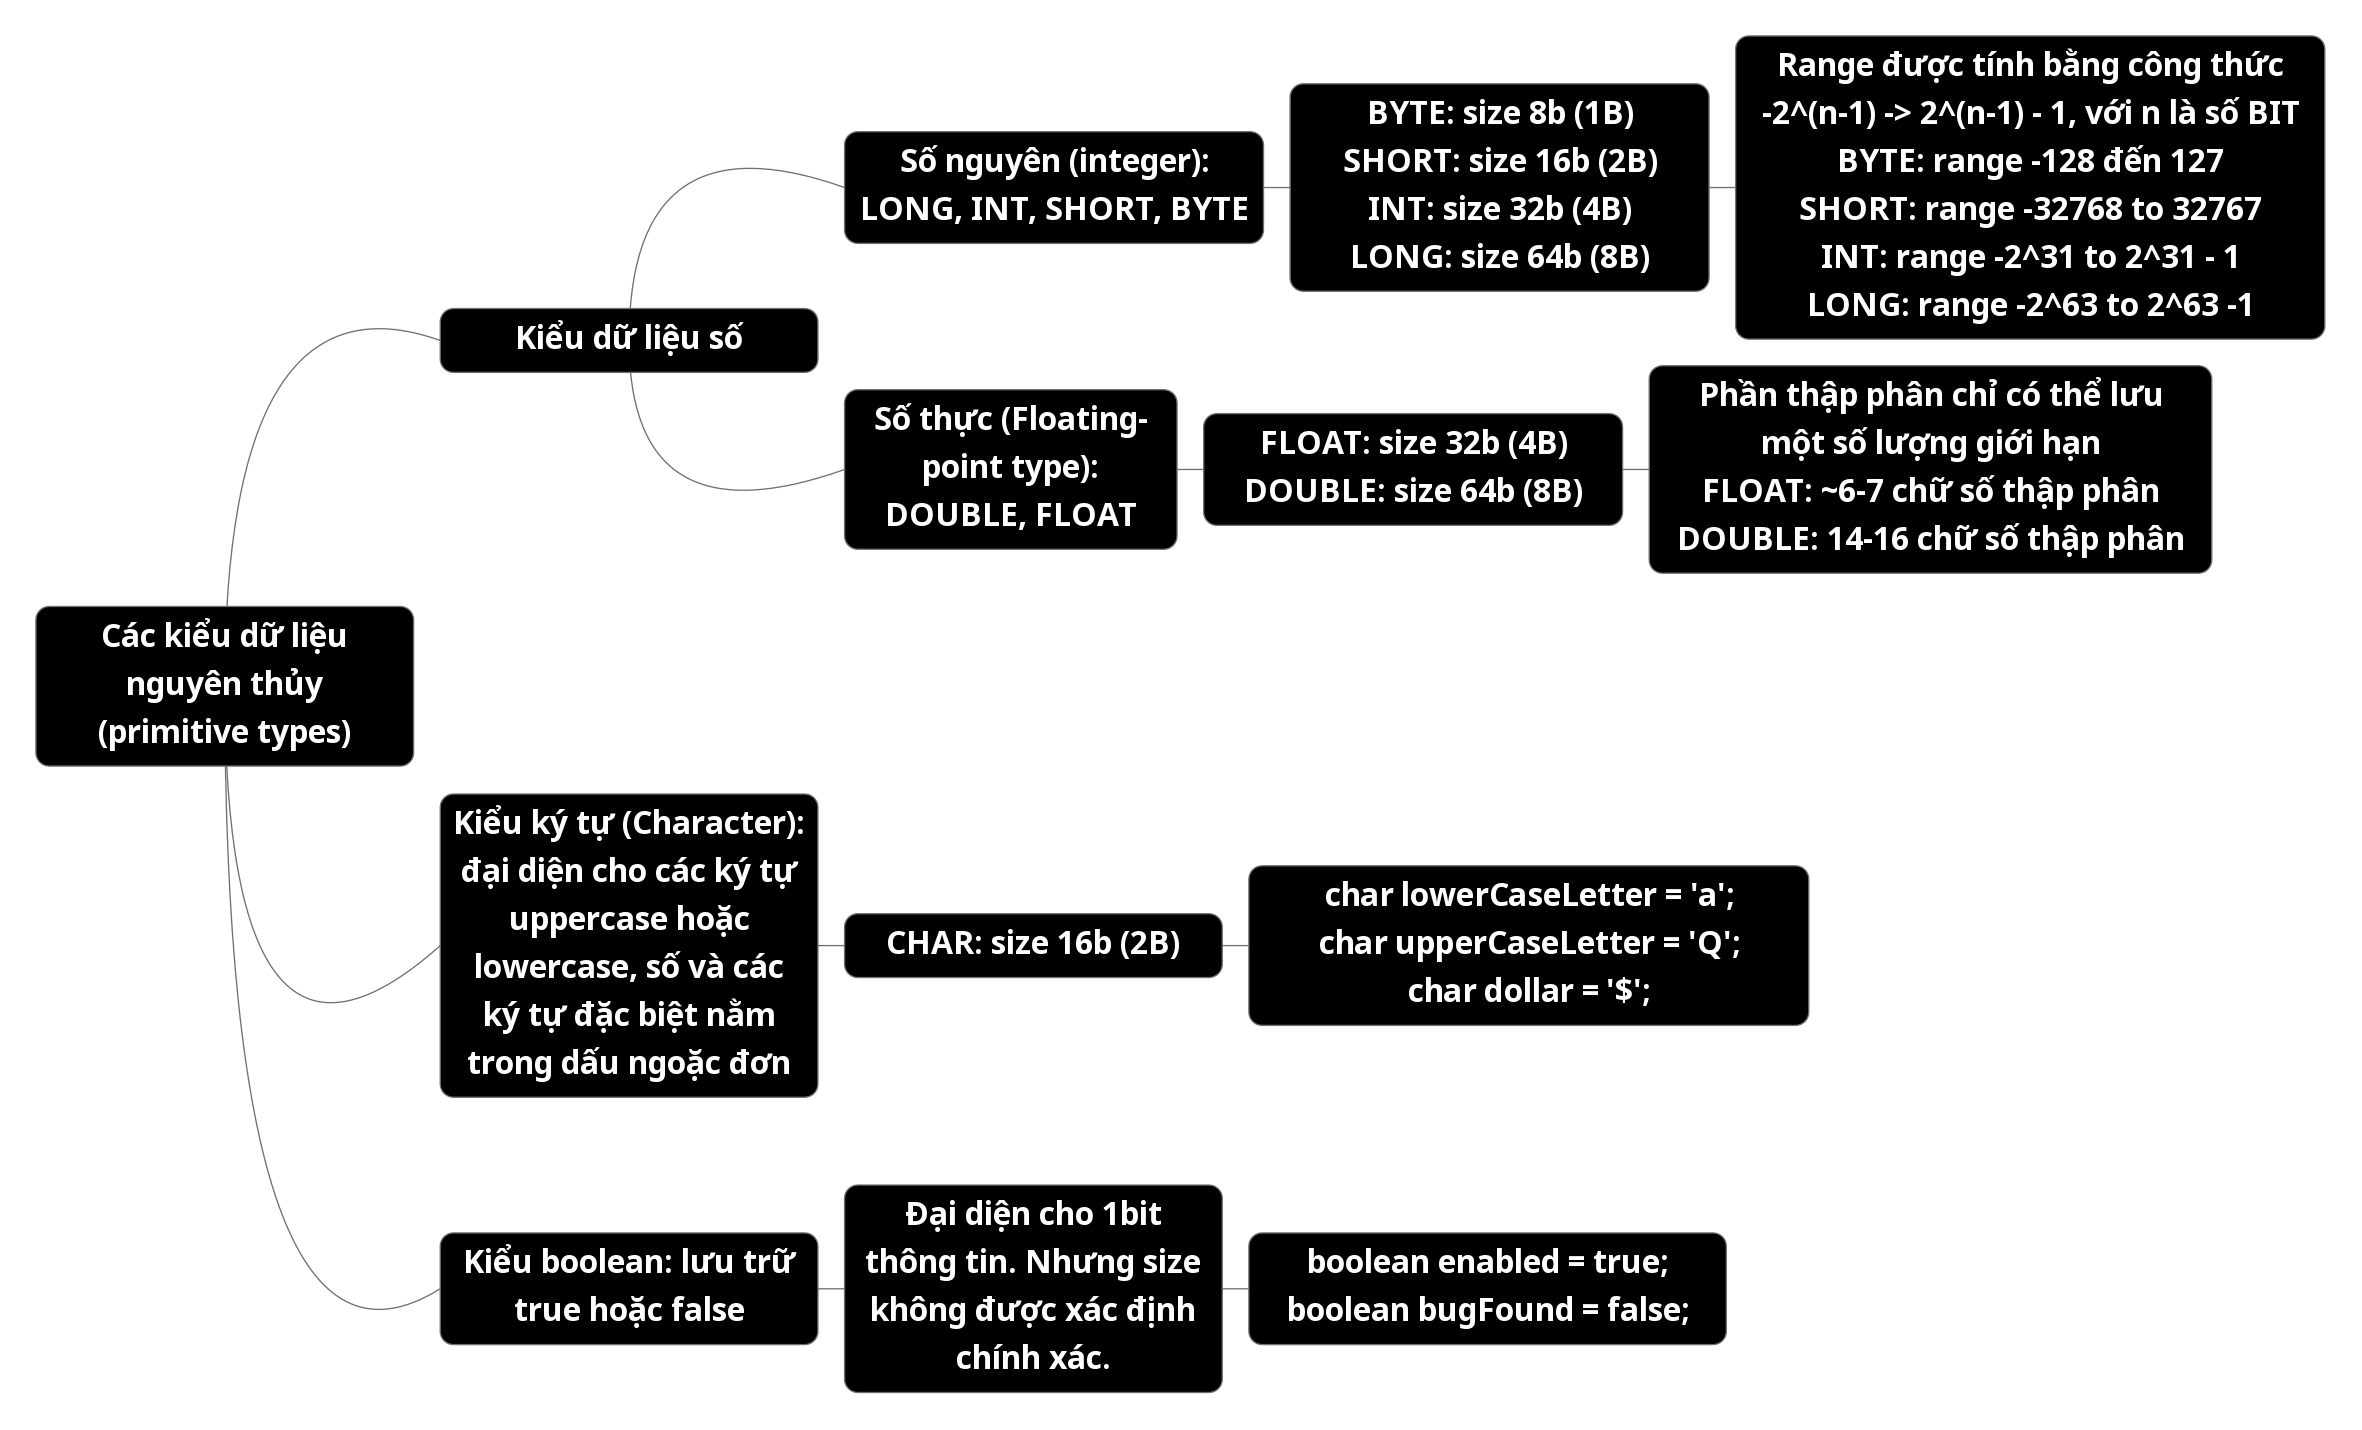 Các kiểu dữ liệu
nguyên thủy
(primitive types)
Kiểu dữ liệu số
Số nguyên (integer):
LONG, INT, SHORT, BYTE
BYTE: size 8b (1B)
SHORT: size 16b (2B)
INT: size 32b (4B)
LONG: size 64b (8B)
Range được tính bằng công thức
-2^(n-1) -> 2^(n-1) - 1, với n là số BIT
BYTE: range -128 đến 127
SHORT: range -32768 to 32767
INT: range -2^31 to 2^31 - 1
LONG: range -2^63 to 2^63 -1
Số thực (Floating-
point type):
DOUBLE, FLOAT
FLOAT: size 32b (4B)
DOUBLE: size 64b (8B)
Phần thập phân chỉ có thể lưu
một số lượng giới hạn
FLOAT: ~6-7 chữ số thập phân
DOUBLE: 14-16 chữ số thập phân
Kiểu ký tự (Character):
đại diện cho các ký tự
uppercase hoặc
lowercase, số và các
ký tự đặc biệt nằm
trong dấu ngoặc đơn
CHAR: size 16b (2B)
char lowerCaseLetter = 'a';
char upperCaseLetter = 'Q';
char dollar = '$';
Kiểu boolean: lưu trữ
true hoặc false
Đại diện cho 1bit
thông tin. Nhưng size
không được xác định
chính xác.
boolean enabled = true;
boolean bugFound = false;